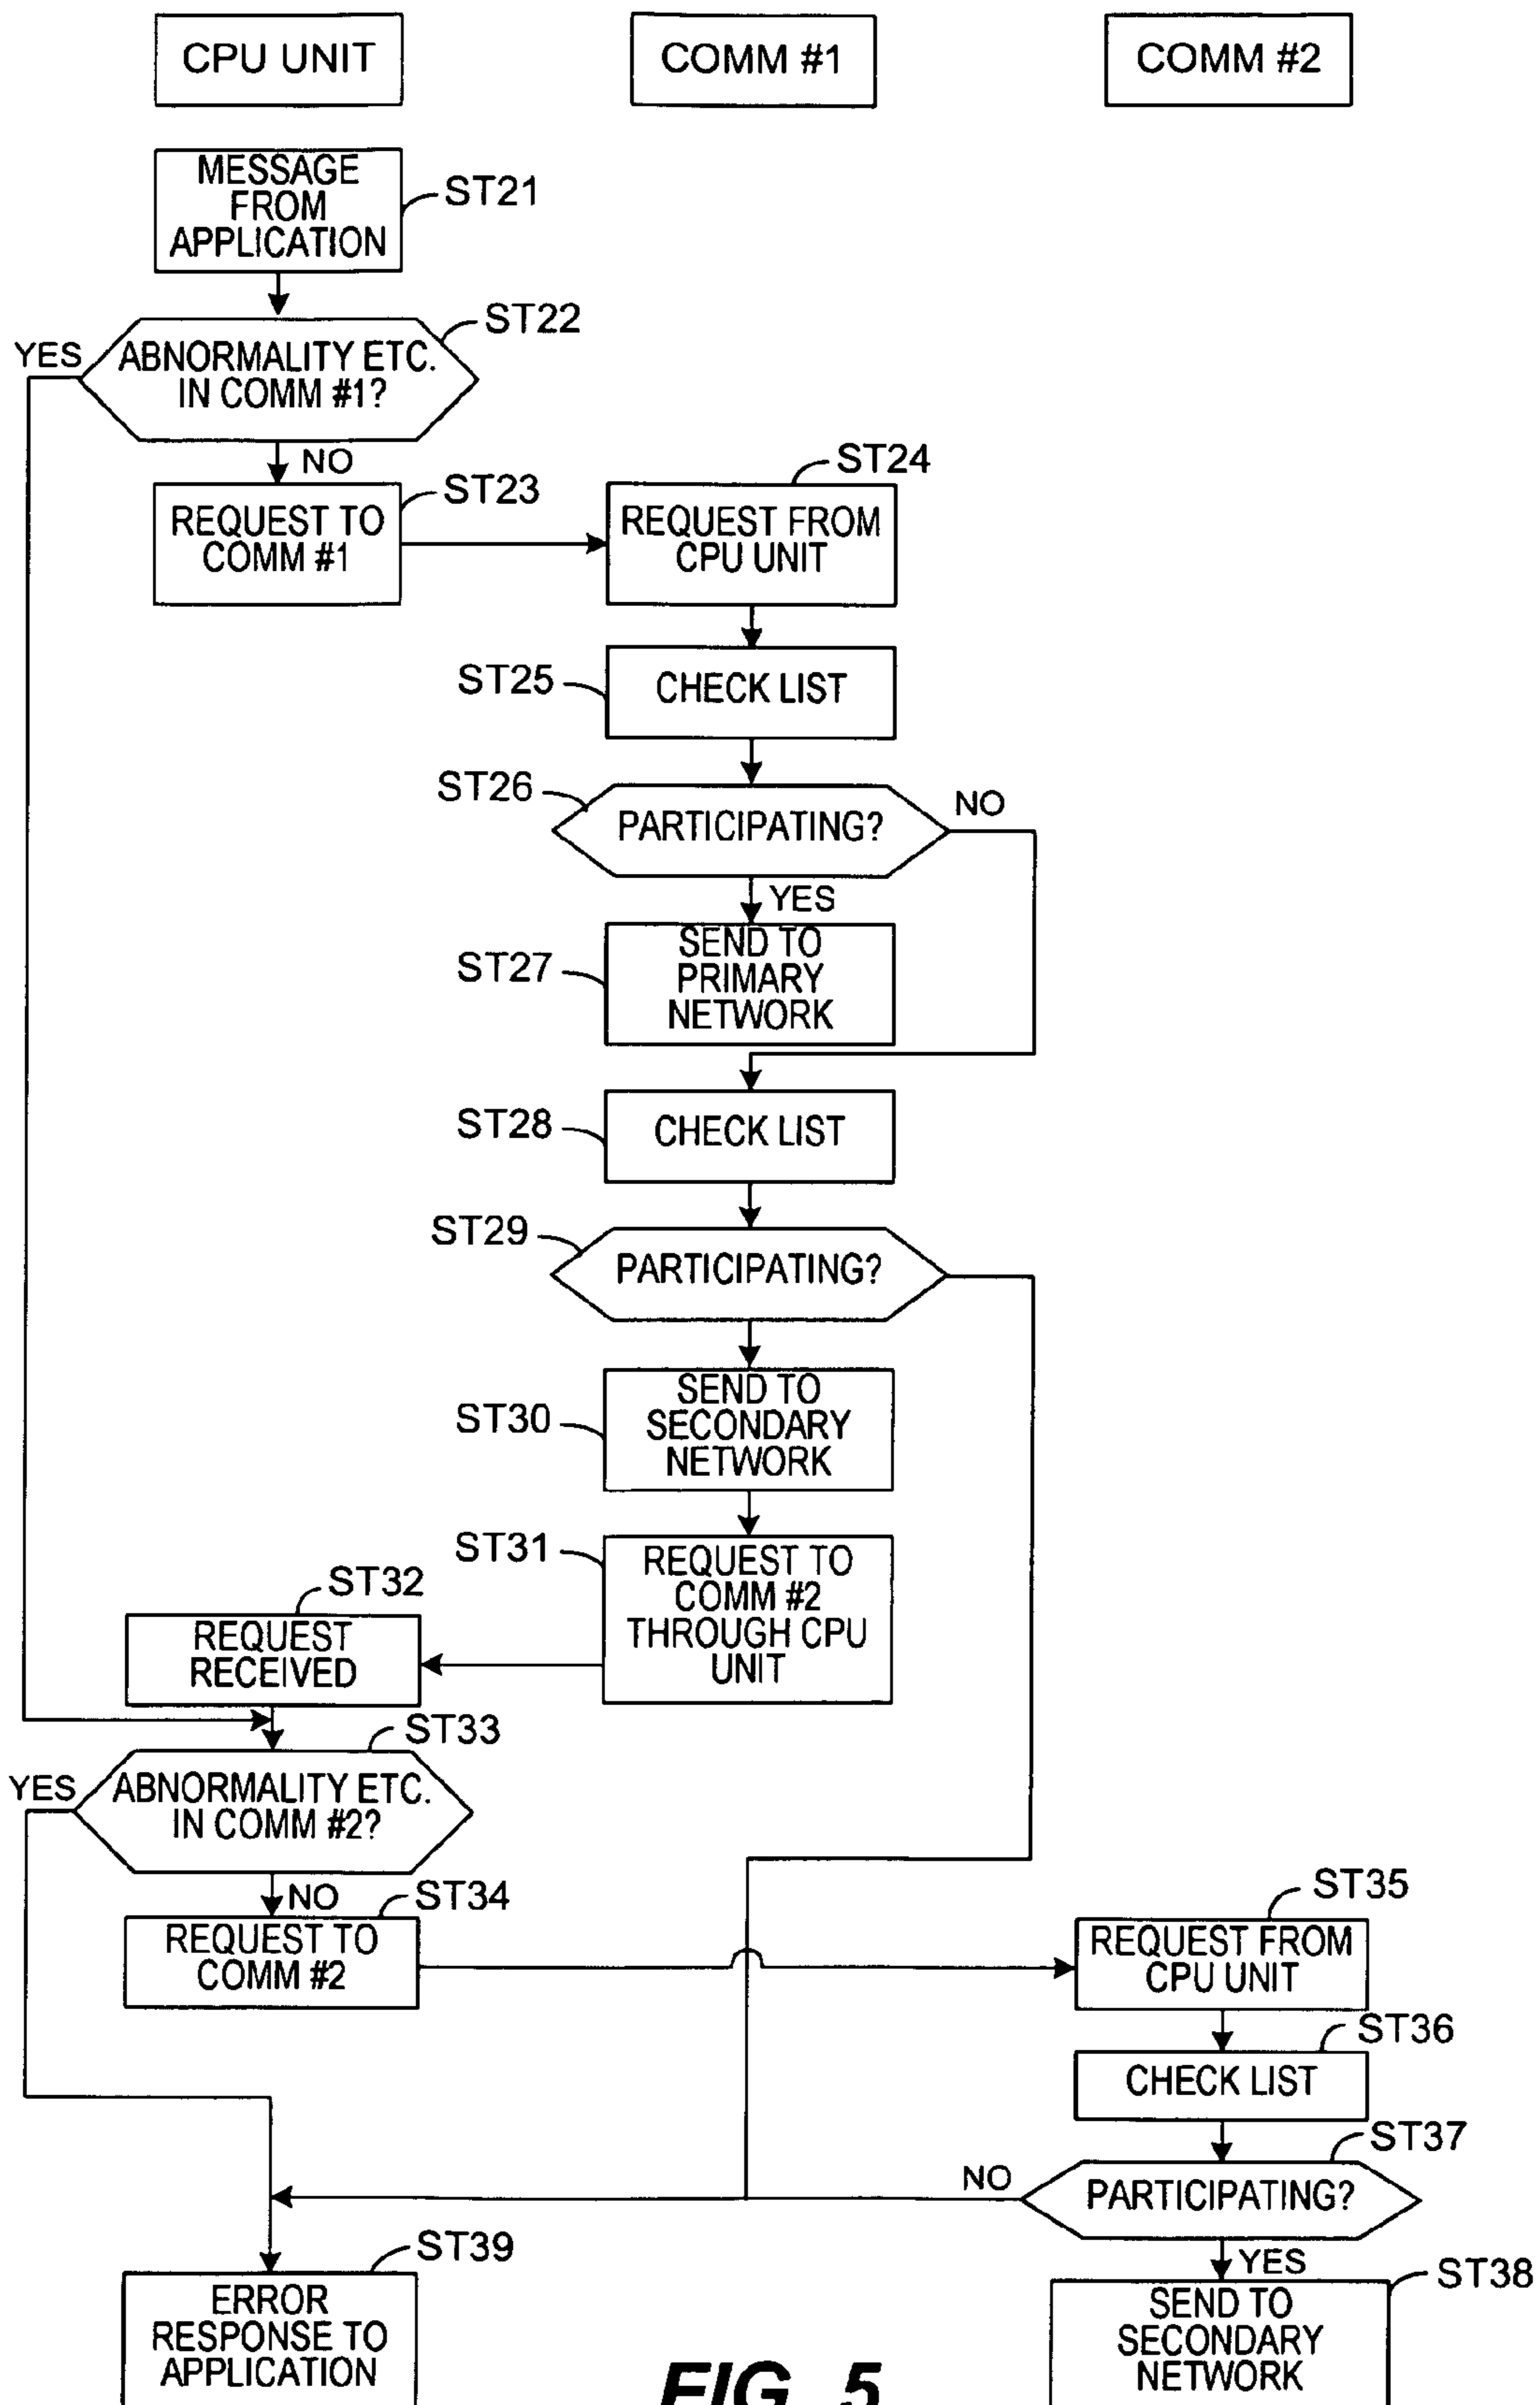 CPU UNIT
COMM #1
COMM #2
MESSAGE
FROM
APPLICATION
ST21
ST22
YES
ABNORMALITY ETC.
IN COMM #1?
NO
ST23
REQUEST TO
COMM #1
ST24
REQUEST FROM
CPU UNIT
ST25
CHECK LIST
ST26
PARTICIPATING?
NO
YES
ST27
SEND TO
PRIMARY
NETWORK
ST28
CHECK LIST
ST29
PARTICIPATING?
ST30
SEND TO
SECONDARY
NETWORK
ST31
REQUEST TO
COMM #2
THROUGH CPU
UNIT
ST32
REQUEST
RECEIVED
ST33
YES
ABNORMALITY ETC.
IN COMM #2?
NO
ST34
REQUEST TO
COMM #2
ST35
REQUEST FROM
CPU UNIT
ST36
CHECK LIST
ST37
NO
PARTICIPATING?
YES
ST38
SEND TO
SECONDARY
NETWORK
ST39
ERROR
RESPONSE TO
APPLICATION
FIG. 5